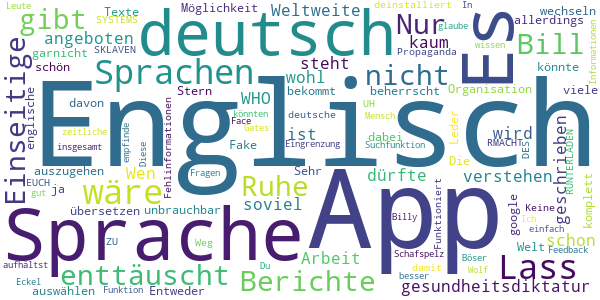 Leute
SYSTEMS
Texte
gibt
angeboten
garnicht
SKLAVEN
schön
Einseitige
englische
davon
auszugehen
EUCH
ja
gut
zeitliche
insgesamt
empfinde
Diese
übersetzen
ZU
aufhältst
Eckel
auswählen
Funktion
Möglichkeit
deutsch
Sprachen
Stern
bekommt
WHO
Face
Fake
könnten
Gates
ist
Fehlinformationen
deutsche
Eingrenzung
Englisch
wäre
Wen
unbrauchbar
Sprache
enttäuscht
Weg
Entweder
Ruhe
soviel
Sehr
Fragen
Berichte
Arbeit
Du
Weltweite
deinstalliert
Nur
kaum
steht
wohl
nicht
beherrscht
UH
Mensch
dabei
Suchfunktion
wird
dürfte
App
Billy
Schafspelz
damit
besser
Funktioniert
Leder
Die
verstehen
RMACHT
DES
Böser
Wolf
gesundheitsdiktatur
In
allerdings
Propaganda
glaube
wissen
Bill
Es
Organisation
wechseln
könnte
viele
Informationen
RUNTERLADEN
geschrieben
google
Keine
Ich
Welt
schon
einfach
Feedback
komplett
Lass